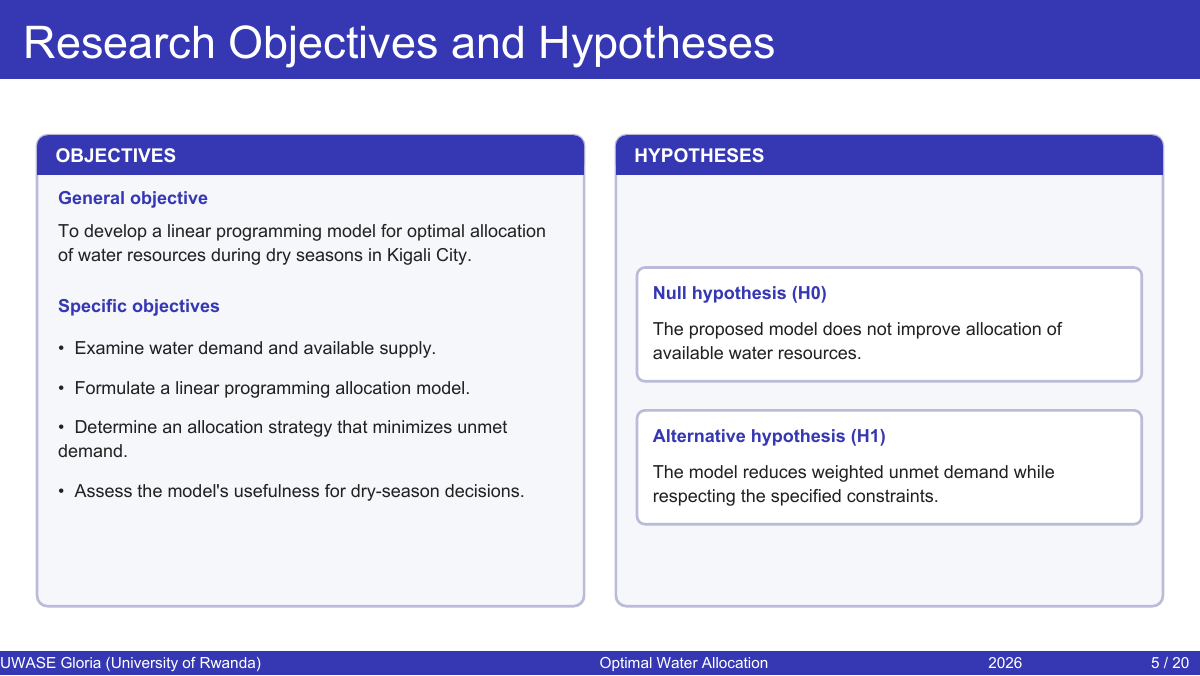 Research Objectives and Hypotheses
OBJECTIVES
General objective
To develop a linear programming model for optimal allocation
of water resources during dry seasons in Kigali City.
Specific objectives
• Examine water demand and available supply.
• Formulate a linear programming allocation model.
• Determine an allocation strategy that minimizes unmet
demand.
• Assess the model's usefulness for dry-season decisions.
HYPOTHESES
Null hypothesis (H0)
The proposed model does not improve allocation of
available water resources.
Alternative hypothesis (H1)
The model reduces weighted unmet demand while
respecting the specified constraints.
UWASE Gloria (University of Rwanda) Optimal Water Allocation 2026 5 / 20